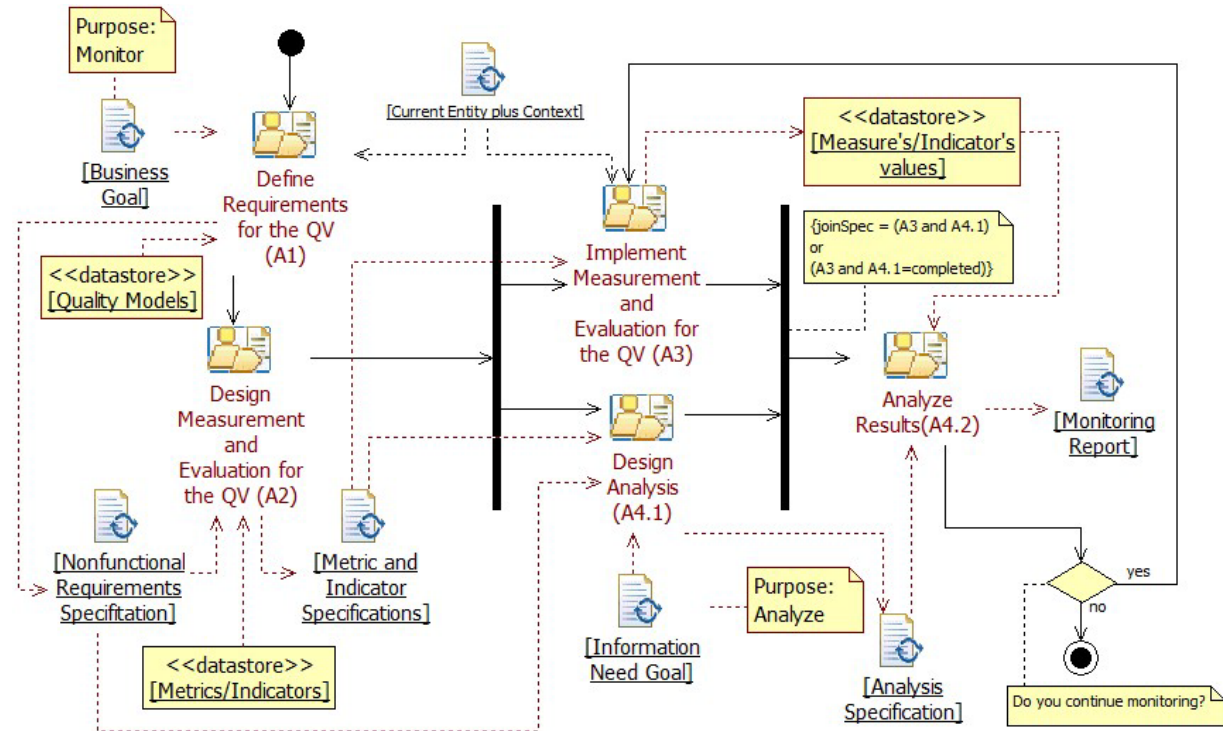 Purpose:
Monitor
[Business
Goal]
[Current Entity plus Context]
Define
Requirements
for the QV
(A1)
<<datastore>>
[Quality Models]
<<datastore>>
[Measure's/Indicator's
values]
{joinSpec = (A3 and A4.1)
or
(A3 and A4.1=completed)}
Implement
Measurement
and
Evaluation for
the QV (A3)
Design
Measurement
and
Evaluation for
the QV (A2)
Analyze
Results(A4.2)
[Monitoring
Report]
Design
Analysis
(A4.1)
[Nonfunctional
Requirements
Specifitation]
[Metric and
Indicator
Specifications]
<<datastore>>
[Metrics/Indicators]
[Information
Need Goal]
Purpose:
Analyze
[Analysis
Specification]
yes
no
Do you continue monitoring?